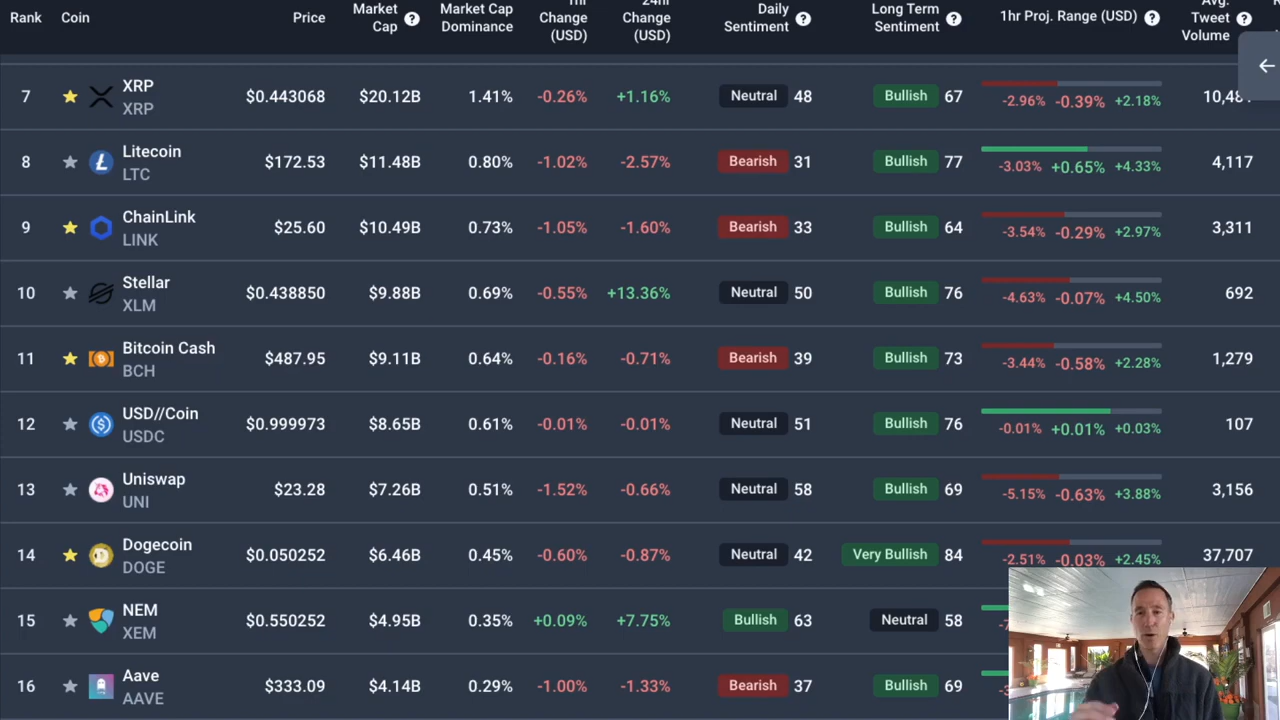 Rank Coin Price Market Cap Market Cap Dominance Change (USD) Change (USD) Daily Sentiment Long Term Sentiment 1hr Proj. Range (USD) Avg. Tweet Volume
7 XRP XRP $0.443068 $20.12B 1.41% -0.26% +1.16% Neutral 48 Bullish 67 -2.96% -0.39% +2.18%
8 Litecoin LTC $172.53 $11.48B 0.80% -1.02% -2.57% Bearish 31 Bullish 77 -3.03% +0.65% +4.33% 4,117
9 ChainLink LINK $25.60 $10.49B 0.73% -1.05% -1.60% Bearish 33 Bullish 64 -3.54% -0.29% +2.97% 3,311
10 Stellar XLM $0.438850 $9.88B 0.69% -0.55% +13.36% Neutral 50 Bullish 76 -4.63% -0.07% +4.50% 692
11 Bitcoin Cash BCH $487.95 $9.11B 0.64% -0.16% -0.71% Bearish 39 Bullish 73 -3.44% -0.58% +2.28% 1,279
12 USD//Coin USDC $0.999973 $8.65B 0.61% -0.01% -0.01% Neutral 51 Bullish 76 -0.01% +0.01% +0.03% 107
13 Uniswap UNI $23.28 $7.26B 0.51% -1.52% -0.66% Neutral 58 Bullish 69 -5.15% -0.63% +3.88% 3,156
14 Dogecoin DOGE $0.050252 $6.46B 0.45% -0.60% -0.87% Neutral 42 Very Bullish 84 -2.51% -0.03% +2.45% 37,707
15 NEM XEM $0.550252 $4.95B 0.35% +0.09% +7.75% Bullish 63 Neutral 58
16 Aave AAVE $333.09 $4.14B 0.29% -1.00% -1.33% Bearish 37 Bullish 69